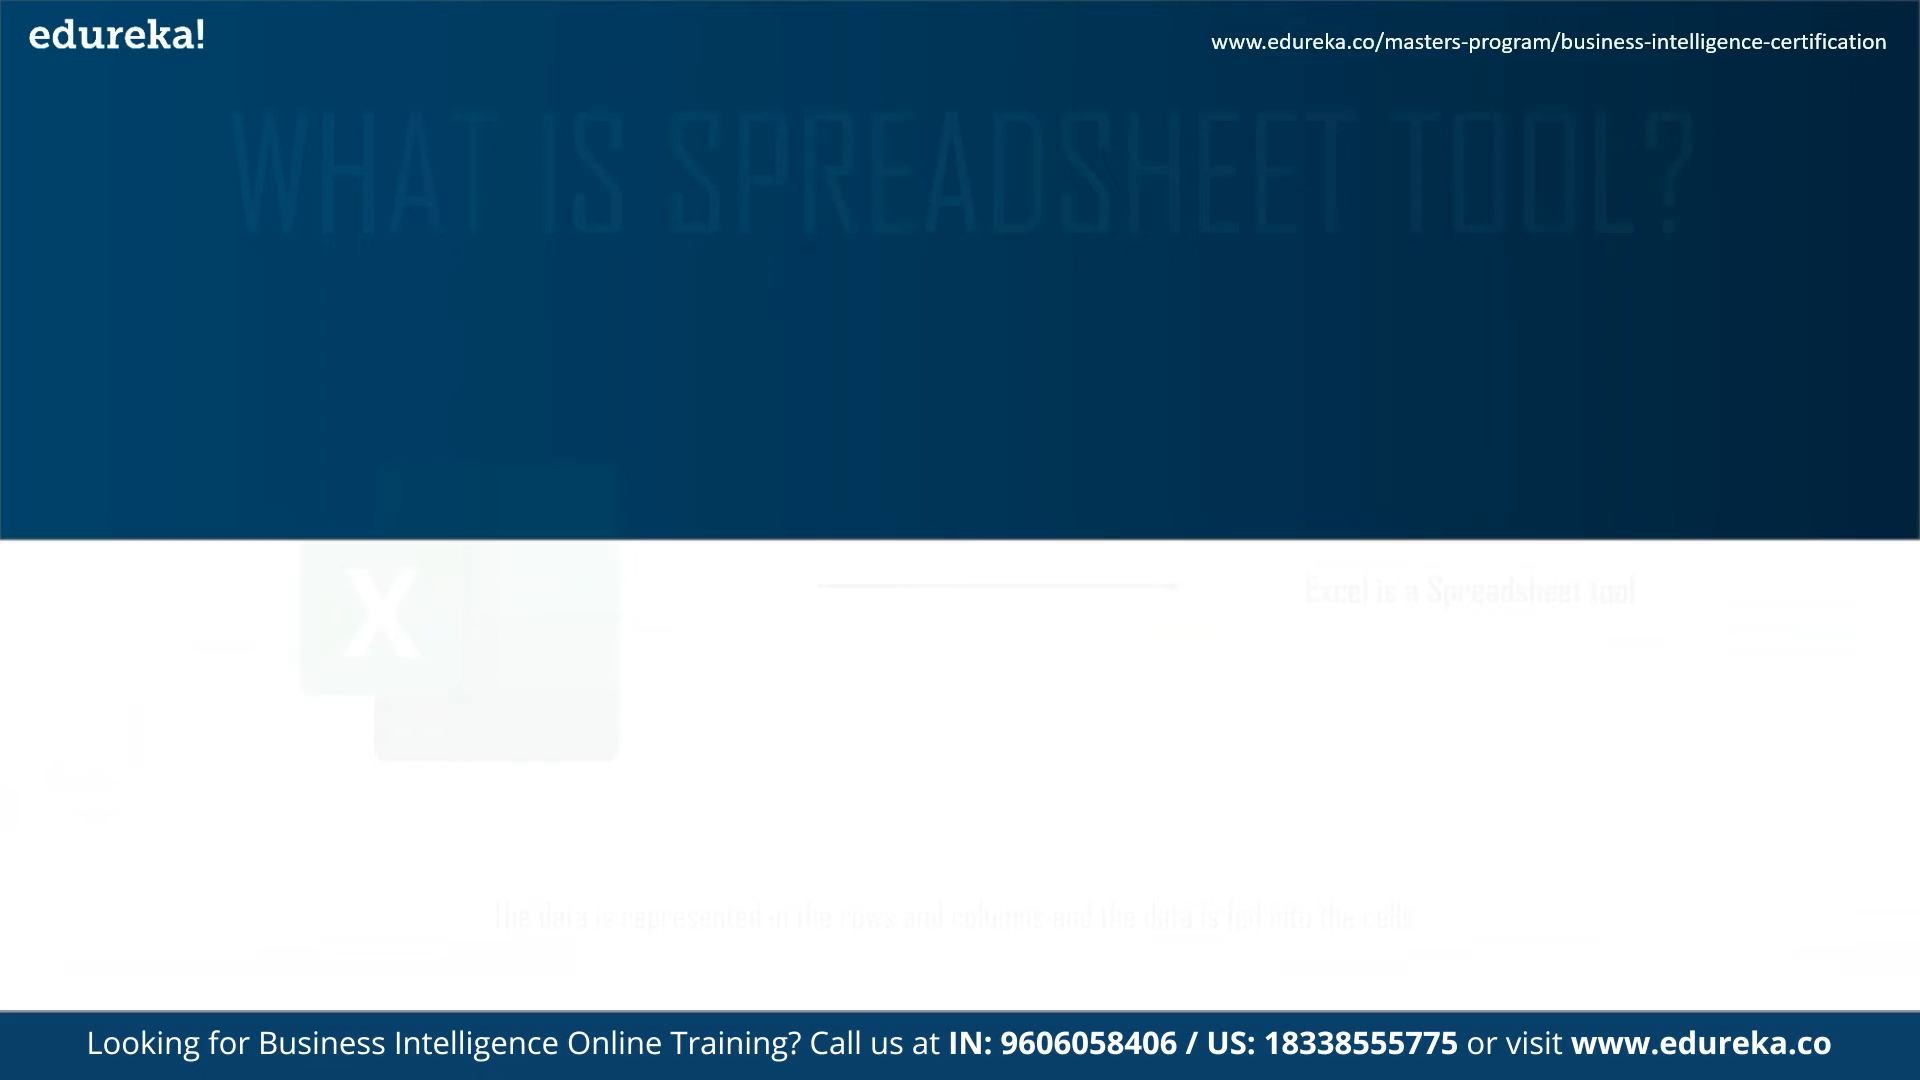 edureka!
www.edureka.co/masters-program/business-intelligence-certification
WHAT IS SPREADSHEET TOOL?
X
Excel is a Spreadsheet tool
The data is represented in the rows and columns and the data is fed into the cells
Looking for Business Intelligence Online Training? Call us at IN: 9606058406 / US: 18338555775 or visit www.edureka.co